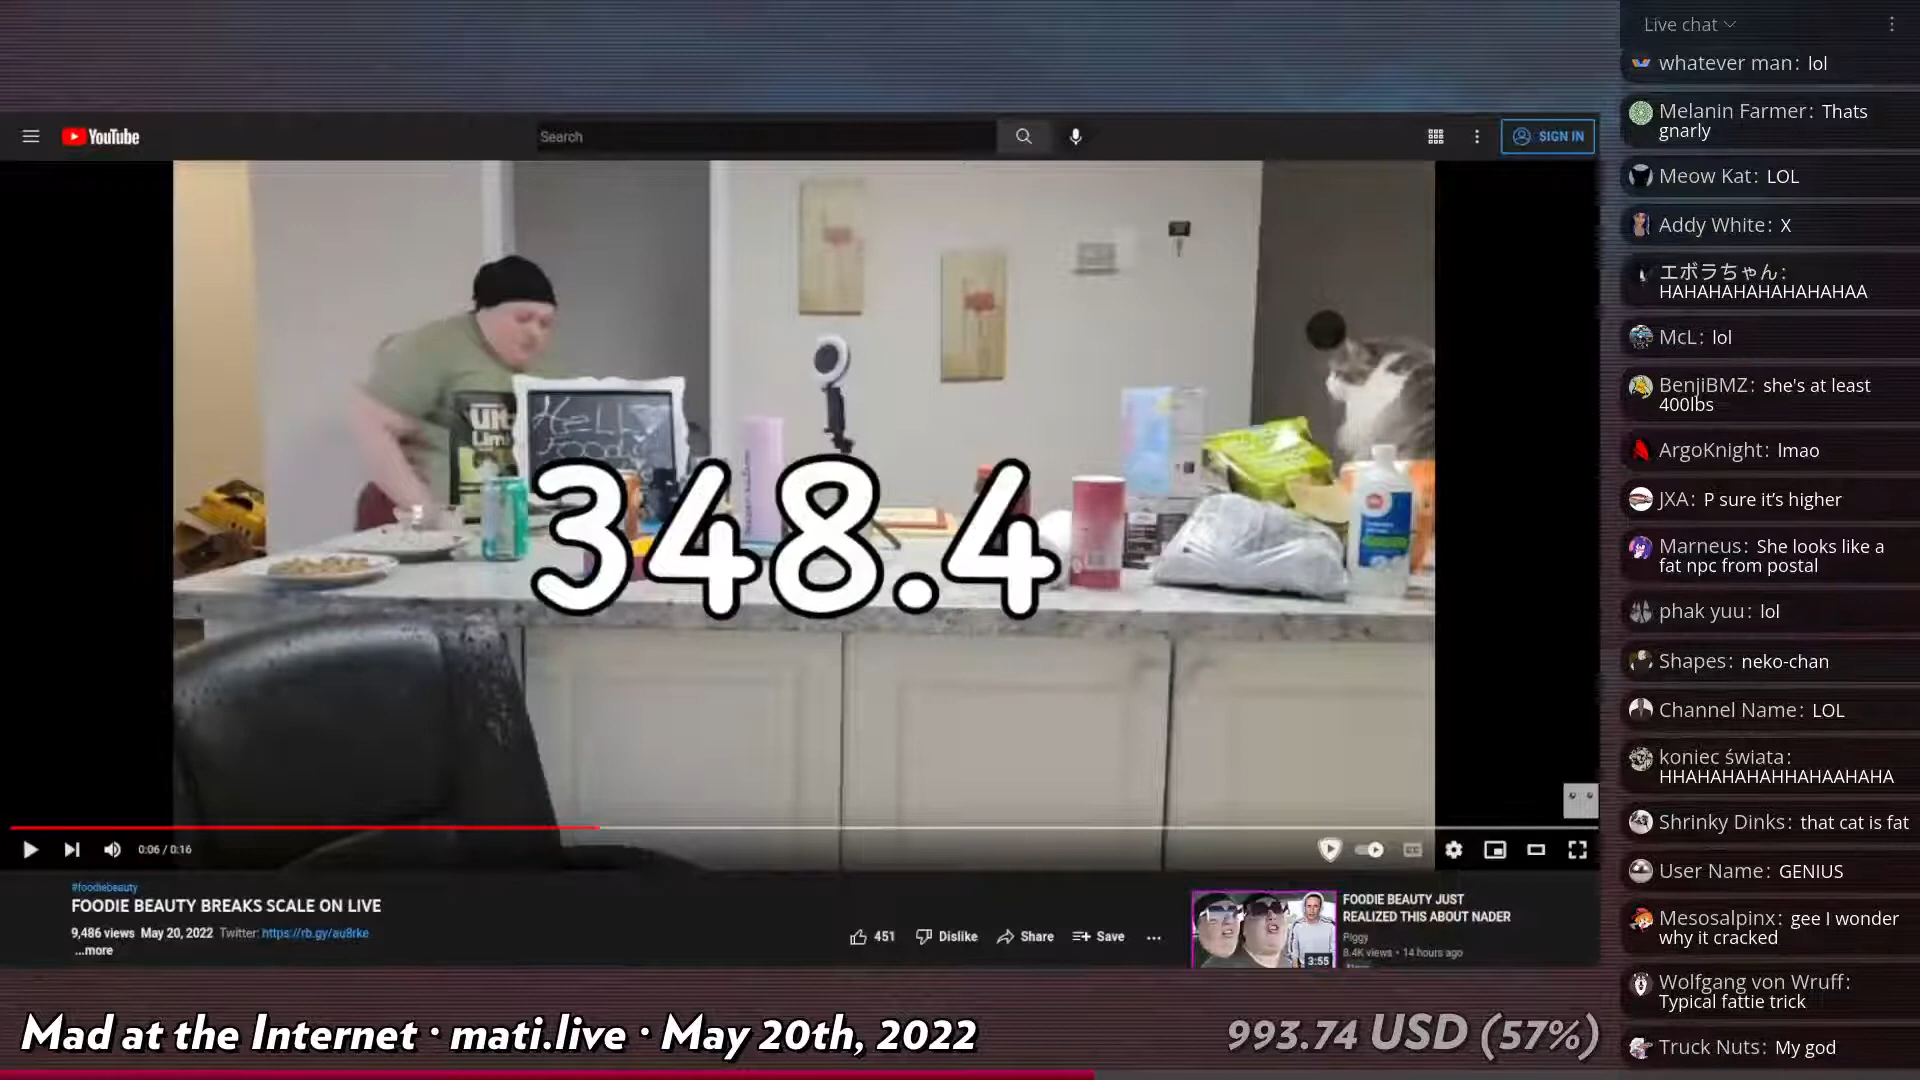 Live chat
whatever man: lol
Melanin Farmer: Thats
gnarly
Meow Kat: LOL
Addy White: X
エボラちゃん:
HAHAHAHAHAHAHAHAA
McL: lol
BenjiBMZ: she's at least
400lbs
ArgoKnight: lmao
JXA: P sure it's higher
Marneus: She looks like a
fat npc from postal
phak yuu: lol
Shapes: neko-chan
Channel Name: LOL
koniec świata:
HHAHAHAHAHHAHAAHAHA
Shrinky Dinks: that cat is fat
User Name: GENIUS
Mesosalpinx: gee I wonder
why it cracked
Wolfgang von Wruff:
Typical fattie trick
Truck Nuts: My god
YouTube
Search
SIGN IN
348.4
0:06 / 0:16
#foodiebeauty
FOODIE BEAUTY BREAKS SCALE ON LIVE
9,486 views May 20, 2022 Twitter: https://rb.gy/au8rke
...more
451
Dislike
Share
Save
3:55
FOODIE BEAUTY JUST
REALIZED THIS ABOUT NADER
Piggy
8.4K views • 14 hours ago
Mad at the Internet · mati.live · May 20th, 2022
993.74 USD (57%)